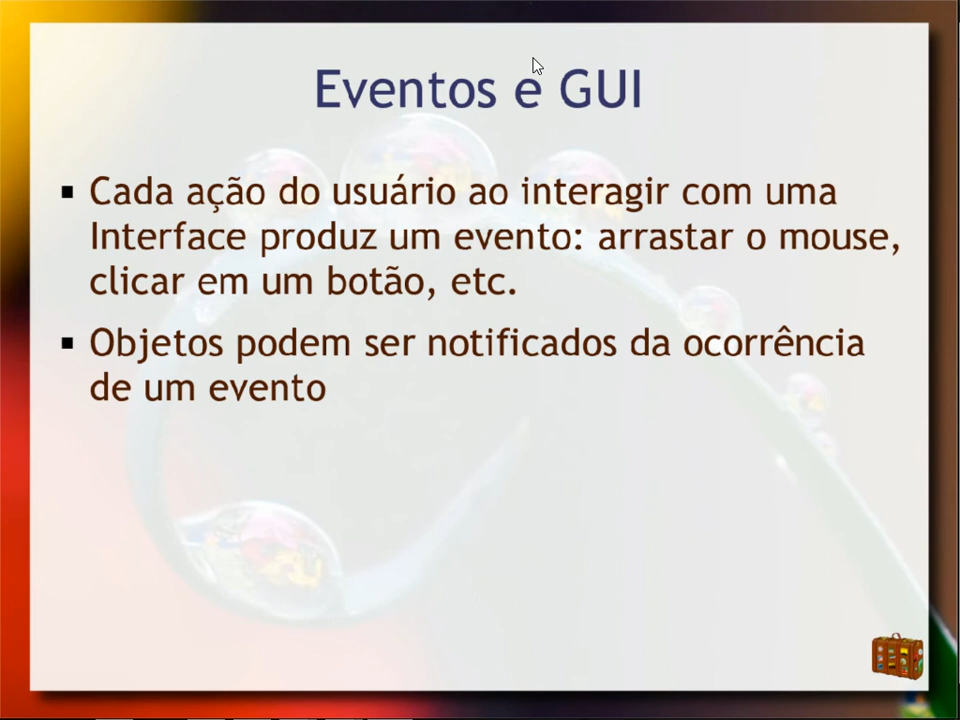 Eventos e GUI
▪ Cada ação do usuário ao interagir com uma
Interface produz um evento: arrastar o mouse,
clicar em um botão, etc.
▪ Objetos podem ser notificados da ocorrência
de um evento